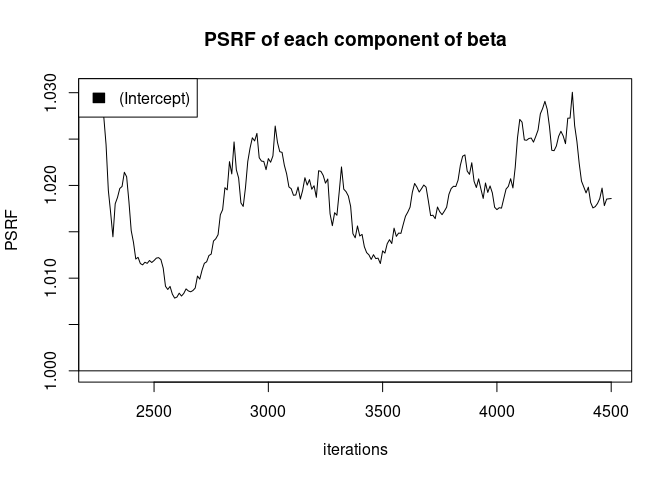 PSRF of each component of beta
(Intercept)
PSRF
1.030
1.020
1.010
1.000
2500 3000 3500 4000 4500
iterations